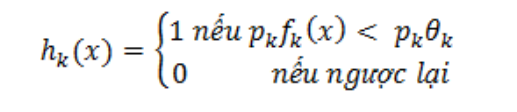 hₖ(x) = {1 nếu pₖfₖ(x) < pₖθₖ
0 nếu ngược lại